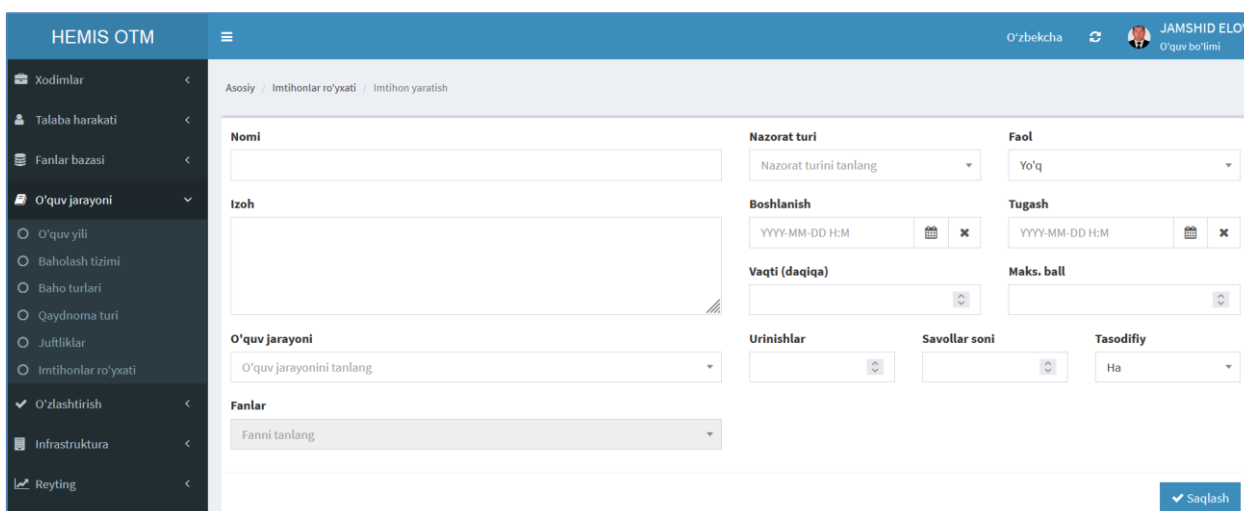 HEMIS OTM
O'zbekcha
JAMSHID ELO'
O'quv bo'limi
Xodimlar
Talaba harakati
Fanlar bazasi
O'quv jarayoni
O'quv yili
Baholash tizimi
Baho turlari
Qaydnoma turi
Juftliklar
Imtihonlar ro'yxati
O'zlashtirish
Infrastruktura
Reyting
Asosiy / Imtihonlar ro'yxati / Imtihon yaratish
Nomi
Izoh
O'quv jarayoni
O'quv jarayonini tanlang
Fanlar
Fanni tanlang
Nazorat turi
Nazorat turini tanlang
Faol
Yo'q
Boshlanish
YYYY-MM-DD H:M
Tugash
YYYY-MM-DD H:M
Vaqti (daqiqa)
Maks. ball
Urinishlar
Savollar soni
Tasodifiy
Ha
Saqlash